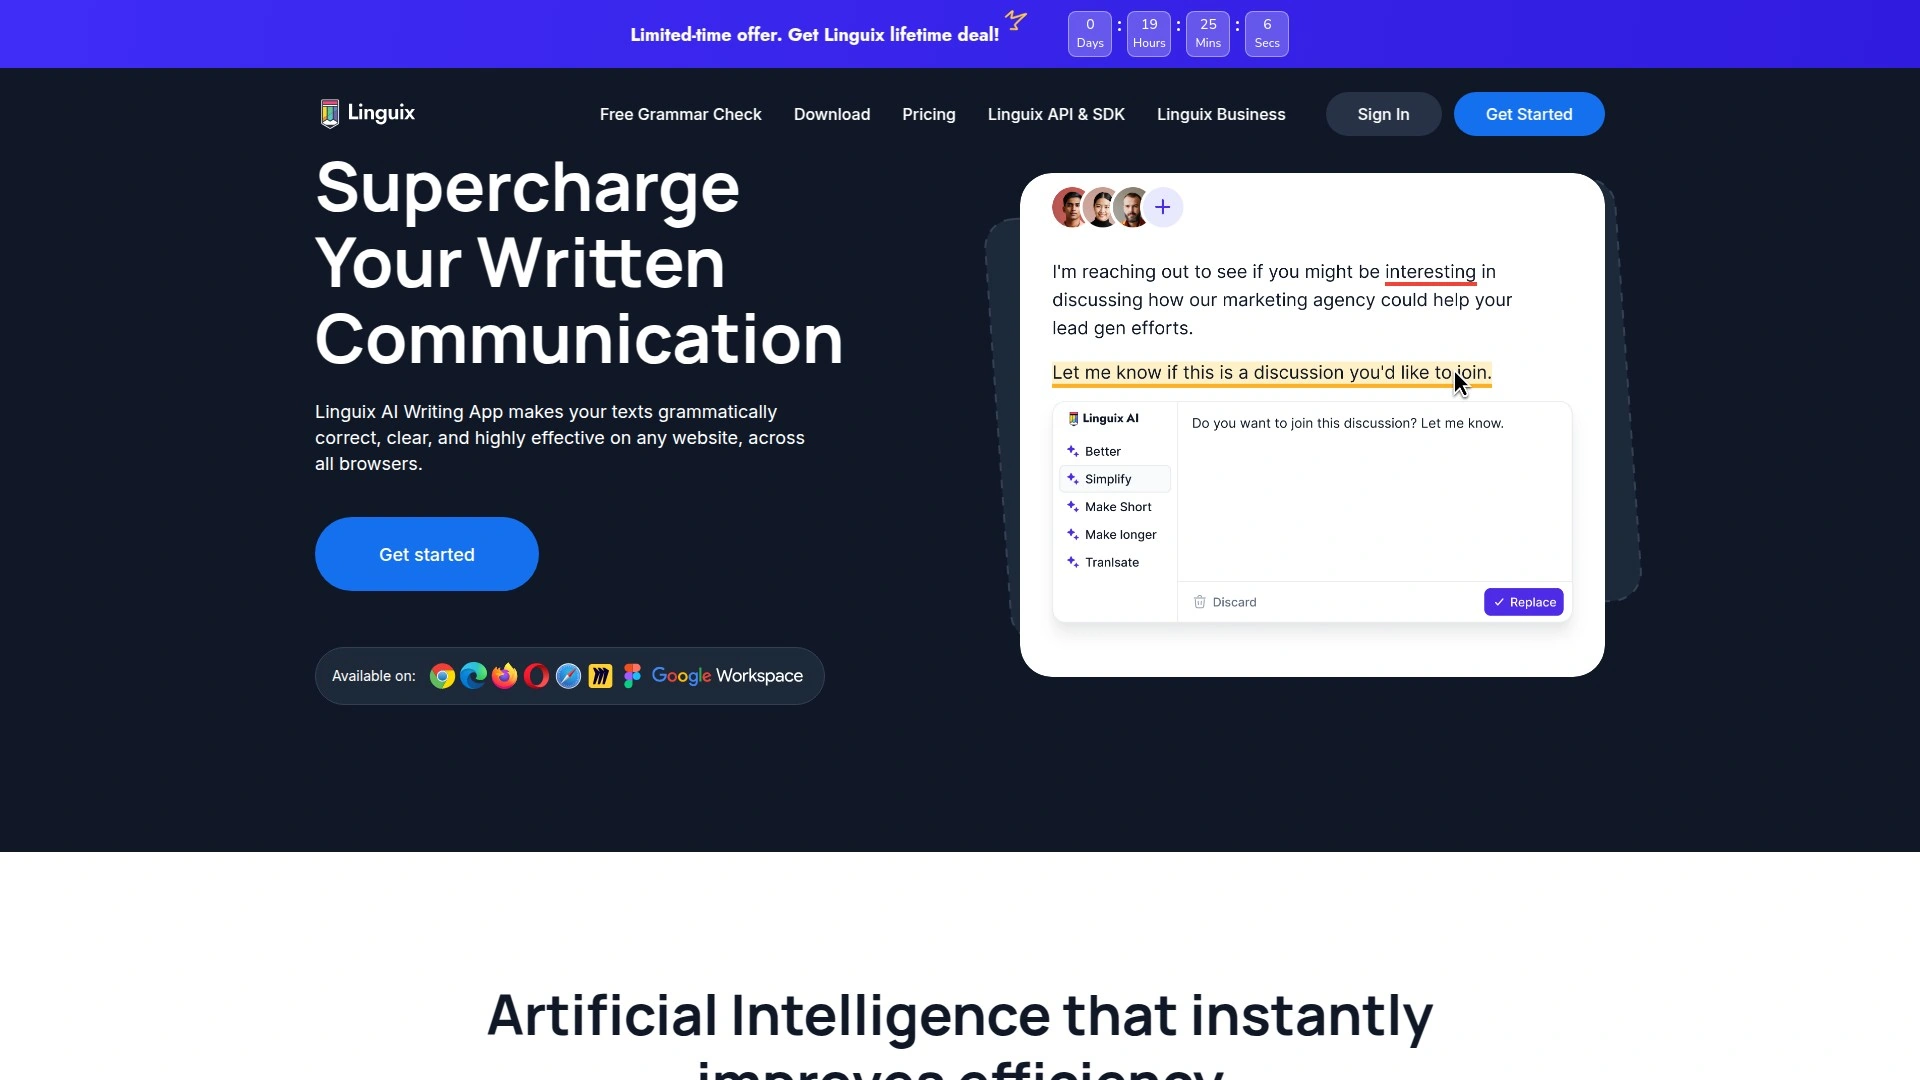 Limited-time offer. Get Linguix lifetime deal!
0 Days : 19 Hours : 25 Mins : 6 Secs
Linguix
Free Grammar Check
Download
Pricing
Linguix API & SDK
Linguix Business
Sign In
Get Started
Supercharge
Your Written
Communication
Linguix AI Writing App makes your texts grammatically
correct, clear, and highly effective on any website, across
all browsers.
Get started
Available on:
Google Workspace
I'm reaching out to see if you might be interesting in
discussing how our marketing agency could help your
lead gen efforts.
Let me know if this is a discussion you'd like to join.
Linguix AI
Better
Simplify
Make Short
Make longer
Tranlsate
Do you want to join this discussion? Let me know.
Discard
Replace
Artificial Intelligence that instantly
improves efficiency